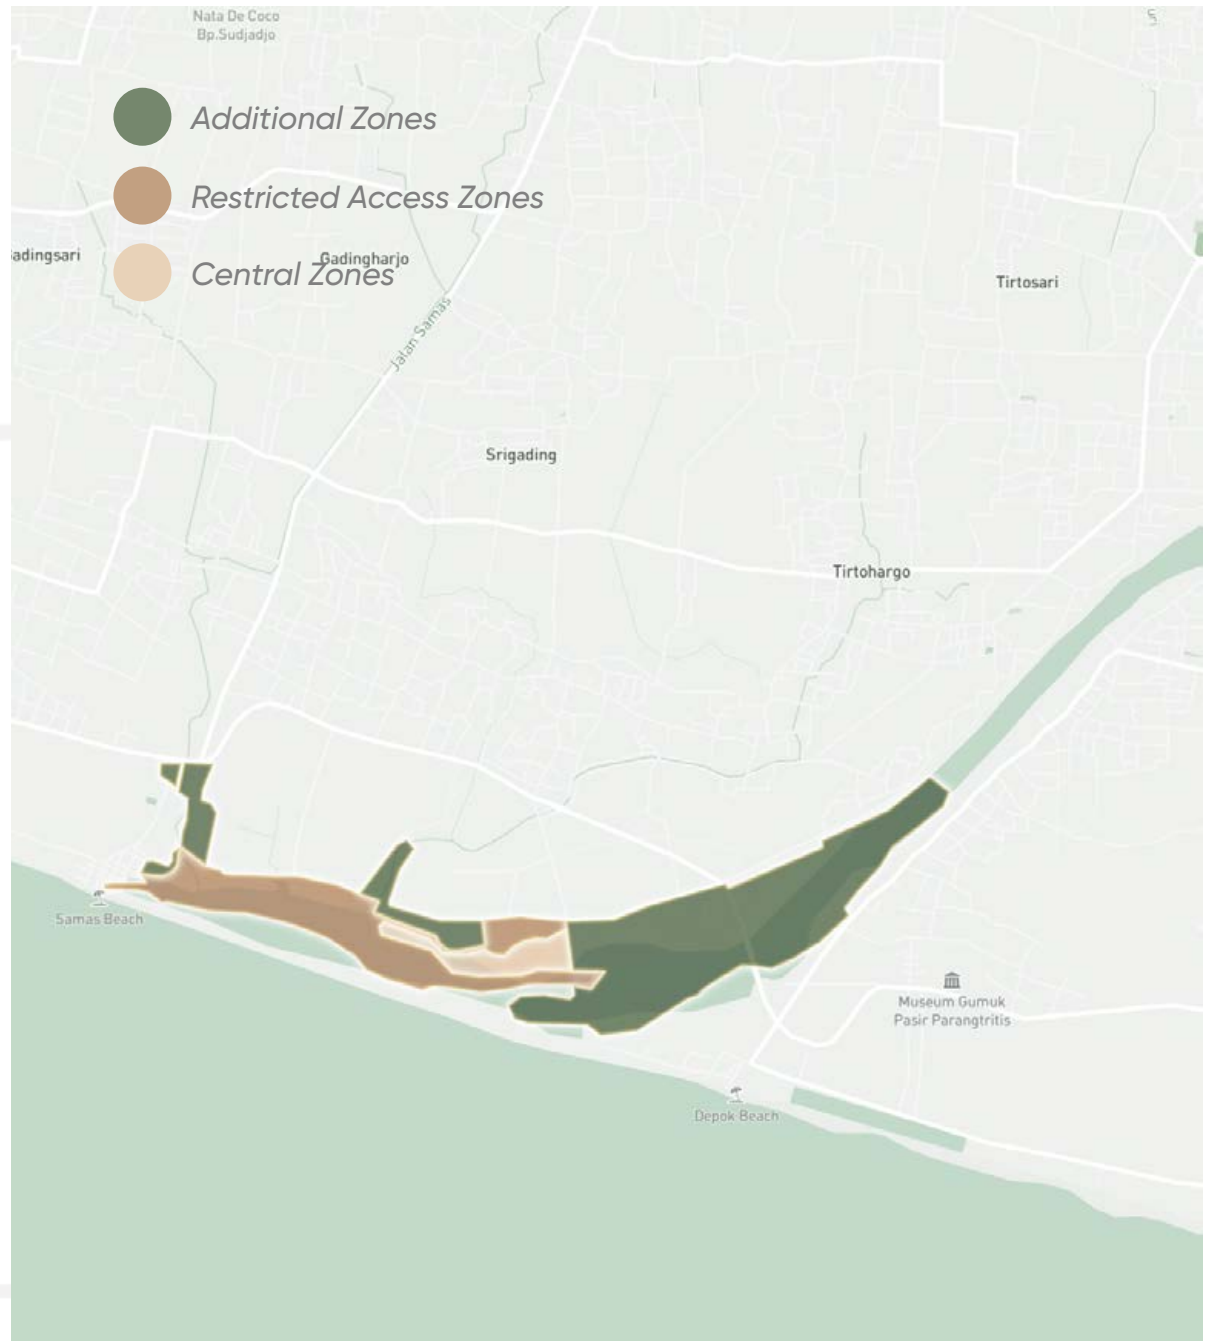 Nata De Coco
Bp.Sudjadjo
Additional Zones
Restricted Access Zones
adingsari
Gadingharjo
Central Zones
Tirtosari
Jalan Samas
Srigading
Tirtohargo
Samas Beach
Museum Gumuk
Pasir Parangtritis
Depok Beach